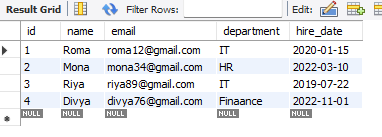 Result Grid Filter Rows: Edit:
id name email department hire_date
1 Roma roma12@gmail.com IT 2020-01-15
2 Mona mona34@gmail.com HR 2022-03-10
3 Riya riya89@gmail.com IT 2019-07-22
4 Divya divya76@gmail.com Finaance 2022-11-01
NULL NULL NULL NULL NULL